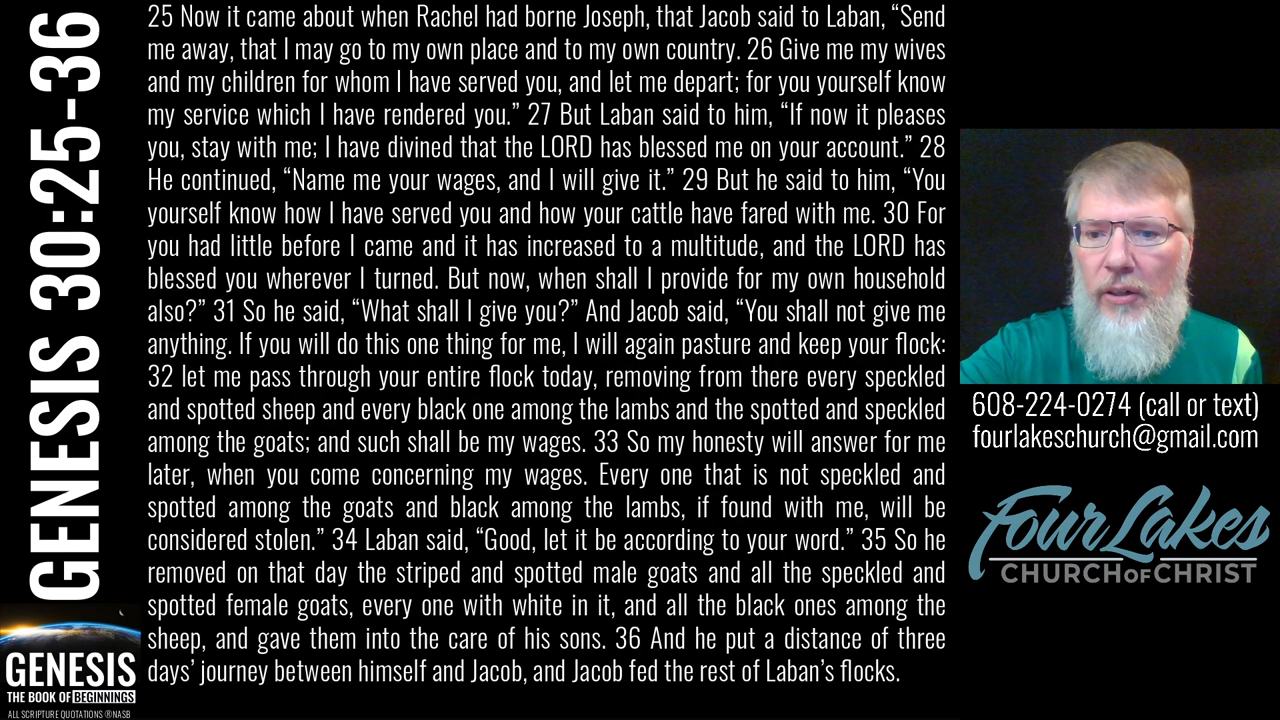 GENESIS 30:25-36
25 Now it came about when Rachel had borne Joseph, that Jacob said to Laban, “Send
me away, that I may go to my own place and to my own country. 26 Give me my wives
and my children for whom I have served you, and let me depart; for you yourself know
my service which I have rendered you.” 27 But Laban said to him, “If now it pleases
you, stay with me; I have divined that the LORD has blessed me on your account.” 28
He continued, “Name me your wages, and I will give it.” 29 But he said to him, “You
yourself know how I have served you and how your cattle have fared with me. 30 For
you had little before I came and it has increased to a multitude, and the LORD has
blessed you wherever I turned. But now, when shall I provide for my own household
also?” 31 So he said, “What shall I give you?” And Jacob said, “You shall not give me
anything. If you will do this one thing for me, I will again pasture and keep your flock:
32 let me pass through your entire flock today, removing from there every speckled
and spotted sheep and every black one among the lambs and the spotted and speckled
among the goats; and such shall be my wages. 33 So my honesty will answer for me
later, when you come concerning my wages. Every one that is not speckled and
spotted among the goats and black among the lambs, if found with me, will be
considered stolen.” 34 Laban said, “Good, let it be according to your word.” 35 So he
removed on that day the striped and spotted male goats and all the speckled and
spotted female goats, every one with white in it, and all the black ones among the
sheep, and gave them into the care of his sons. 36 And he put a distance of three
days’ journey between himself and Jacob, and Jacob fed the rest of Laban’s flocks.
GENESIS
THE BOOK OF BEGINNINGS
ALL SCRIPTURE QUOTATIONS ®NASB
608-224-0274 (call or text)
fourlakeschurch@gmail.com
Four Lakes
CHURCH OF CHRIST